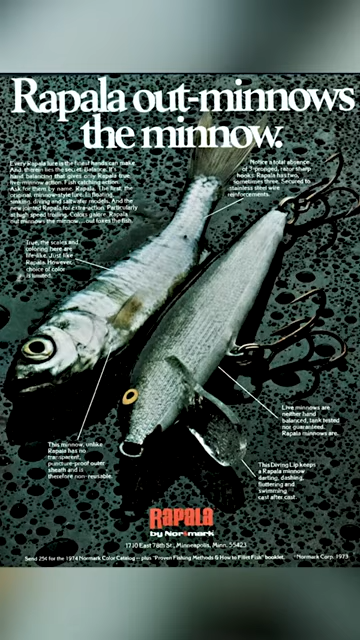 Rapala out-minnows
the minnow.
Every Rapala lure is the finest hands can make.
And, therein lies the secret. Balance. It's
hand balancing that gives only Rapala true,
live-minnow action. Fish catching action.
Ask for them by name. Rapala. The first, the
original, minnow-style lure. In floating,
sinking, diving and saltwater models. And the
new jointed Rapala for extra-action. Particularly
at high speed trolling. Colors galore. Rapala
out minnows the minnow... out foxes the fish.
Notice a total absence
of 3-pronged, razor sharp
hooks. Rapala has two,
sometimes three. Secured to
stainless steel wire
reinforcements.
True, the scales and
coloring here are
life-like. Just like
Rapala. However,
choice of color
is limited.
Live minnows are
neither hand
balanced, tank tested
nor guaranteed.
Rapala minnows are.
This minnow, unlike
Rapala has no
transparent,
puncture-proof outer
sheath and is
therefore non-reusable.
This Diving Lip keeps
a Rapala minnow
darting, dashing,
fluttering and
swimming,
cast after cast.
RAPALA
by Normark
1710 East 78th St., Minneapolis, Minn. 55423
Send 25¢ for the 1974 Normark Color Catalog — plus "Proven Fishing Methods & How to Fillet Fish" booklet. Normark Corp. 1973